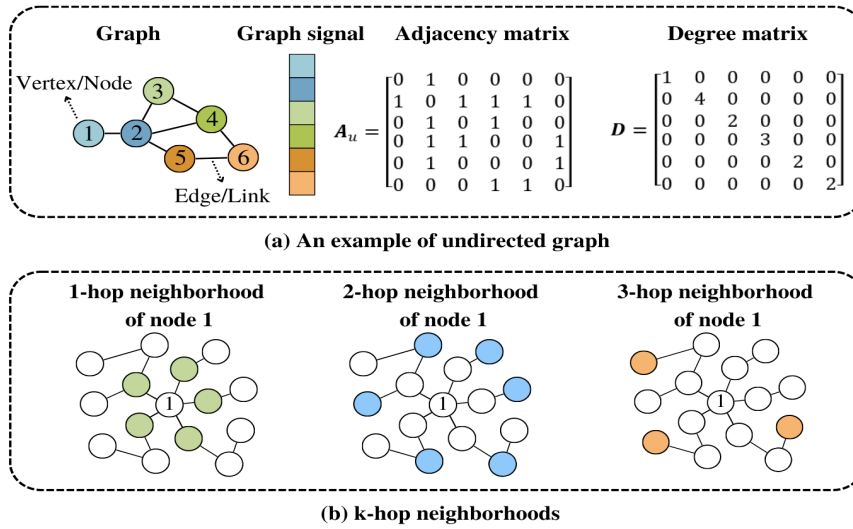 Graph
Graph signal
Adjacency matrix
Degree matrix
Vertex/Node
1
2
3
4
5
6
Edge/Link
A_u =
0 1 0 0 0 0
1 0 1 1 1 0
0 1 0 1 0 0
0 1 1 0 0 1
0 1 0 0 0 1
0 0 0 1 1 0
D =
1 0 0 0 0 0
0 4 0 0 0 0
0 0 2 0 0 0
0 0 0 3 0 0
0 0 0 0 2 0
0 0 0 0 0 2
(a) An example of undirected graph
1-hop neighborhood
of node 1
1
2-hop neighborhood
of node 1
1
3-hop neighborhood
of node 1
1
(b) k-hop neighborhoods